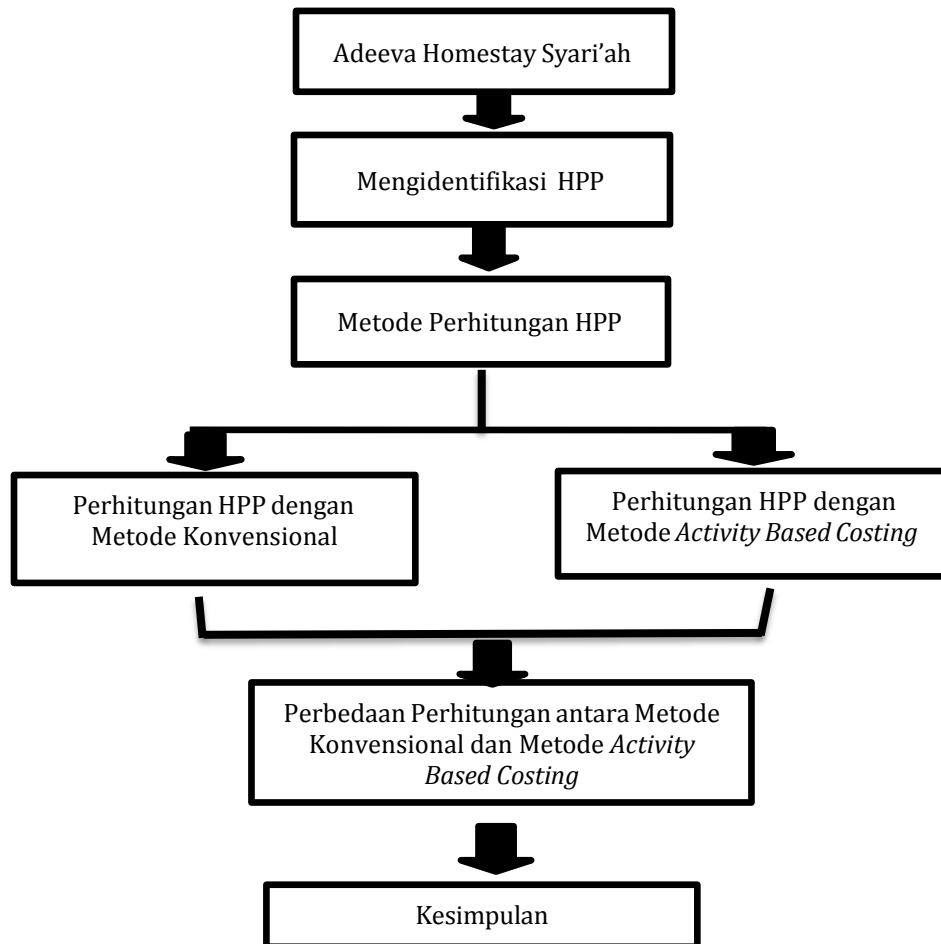 Adeeva Homestay Syari’ah
Mengidentifikasi HPP
Metode Perhitungan HPP
Perhitungan HPP dengan
Metode Konvensional
Perhitungan HPP dengan
Metode Activity Based Costing
Perbedaan Perhitungan antara Metode
Konvensional dan Metode Activity
Based Costing
Kesimpulan